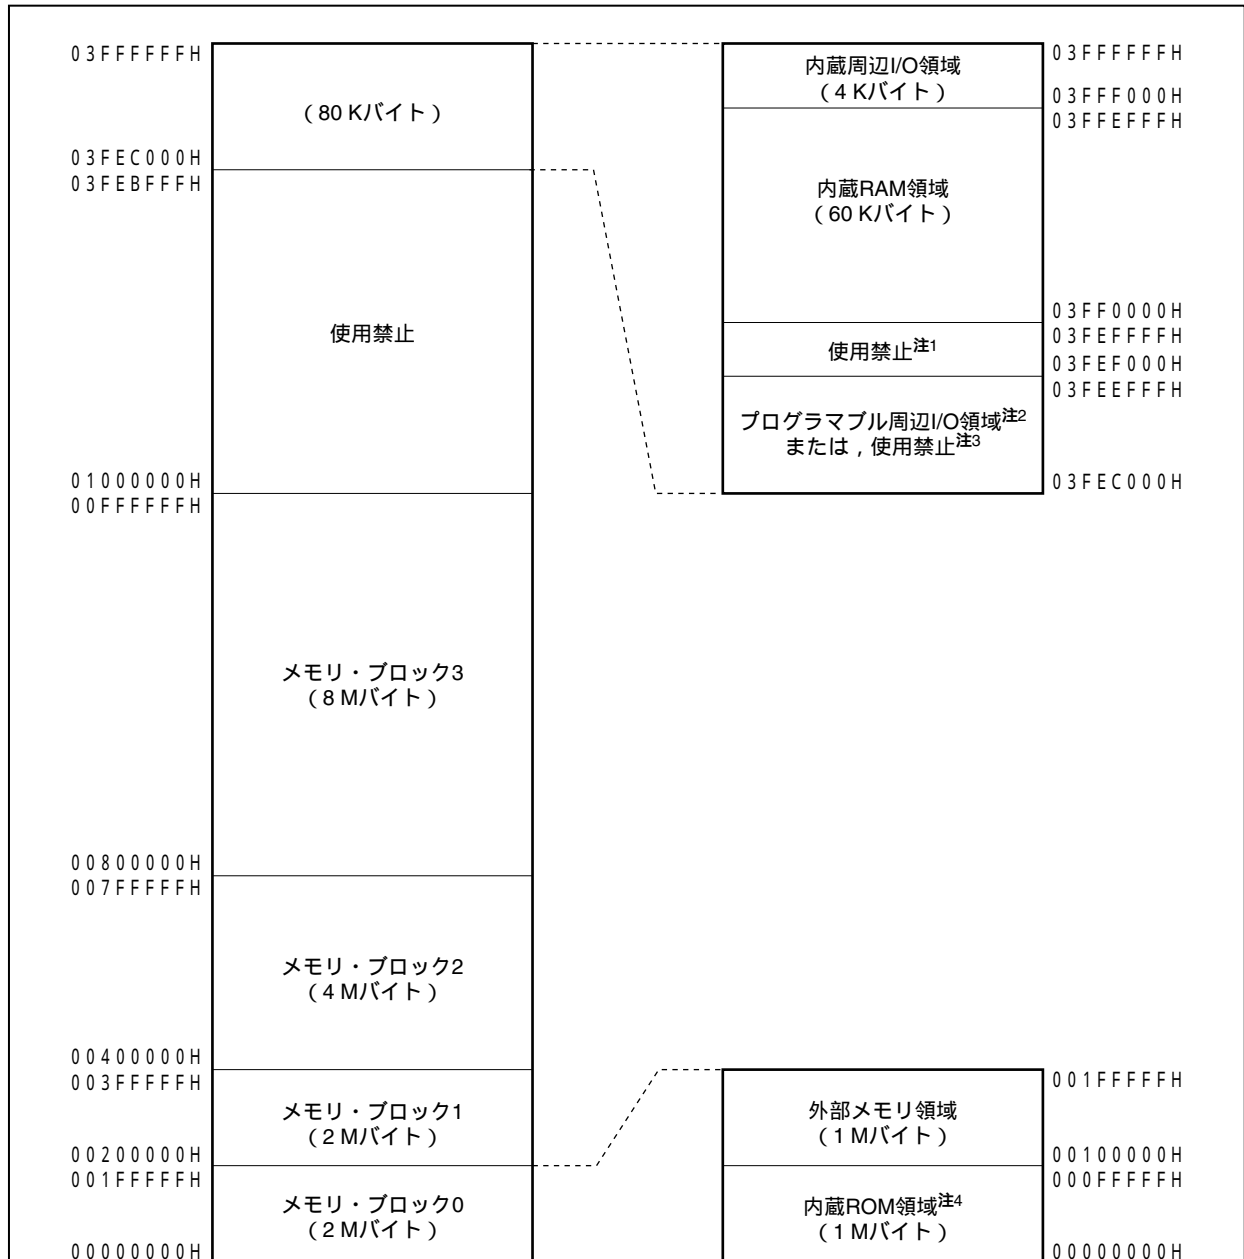 03FFFFFFH
（80 Kバイト）
03FEC000H
03FEBFFFH
使用禁止
01000000H
00FFFFFFH
メモリ・ブロック3
（8 Mバイト）
00800000H
007FFFFFH
メモリ・ブロック2
（4 Mバイト）
00400000H
003FFFFFH
メモリ・ブロック1
（2 Mバイト）
00200000H
001FFFFFH
メモリ・ブロック0
（2 Mバイト）
00000000H
内蔵周辺I/O領域
（4 Kバイト）
03FFFFFFH
03FFF000H
03FFEFFFH
内蔵RAM領域
（60 Kバイト）
03FF0000H
03FEFFFFH
使用禁止注1
03FEF000H
03FEEFFFH
プログラマブル周辺I/O領域注2
または，使用禁止注3
03FEC000H
001FFFFFH
外部メモリ領域
（1 Mバイト）
00100000H
000FFFFFH
内蔵ROM領域注4
（1 Mバイト）
00000000H